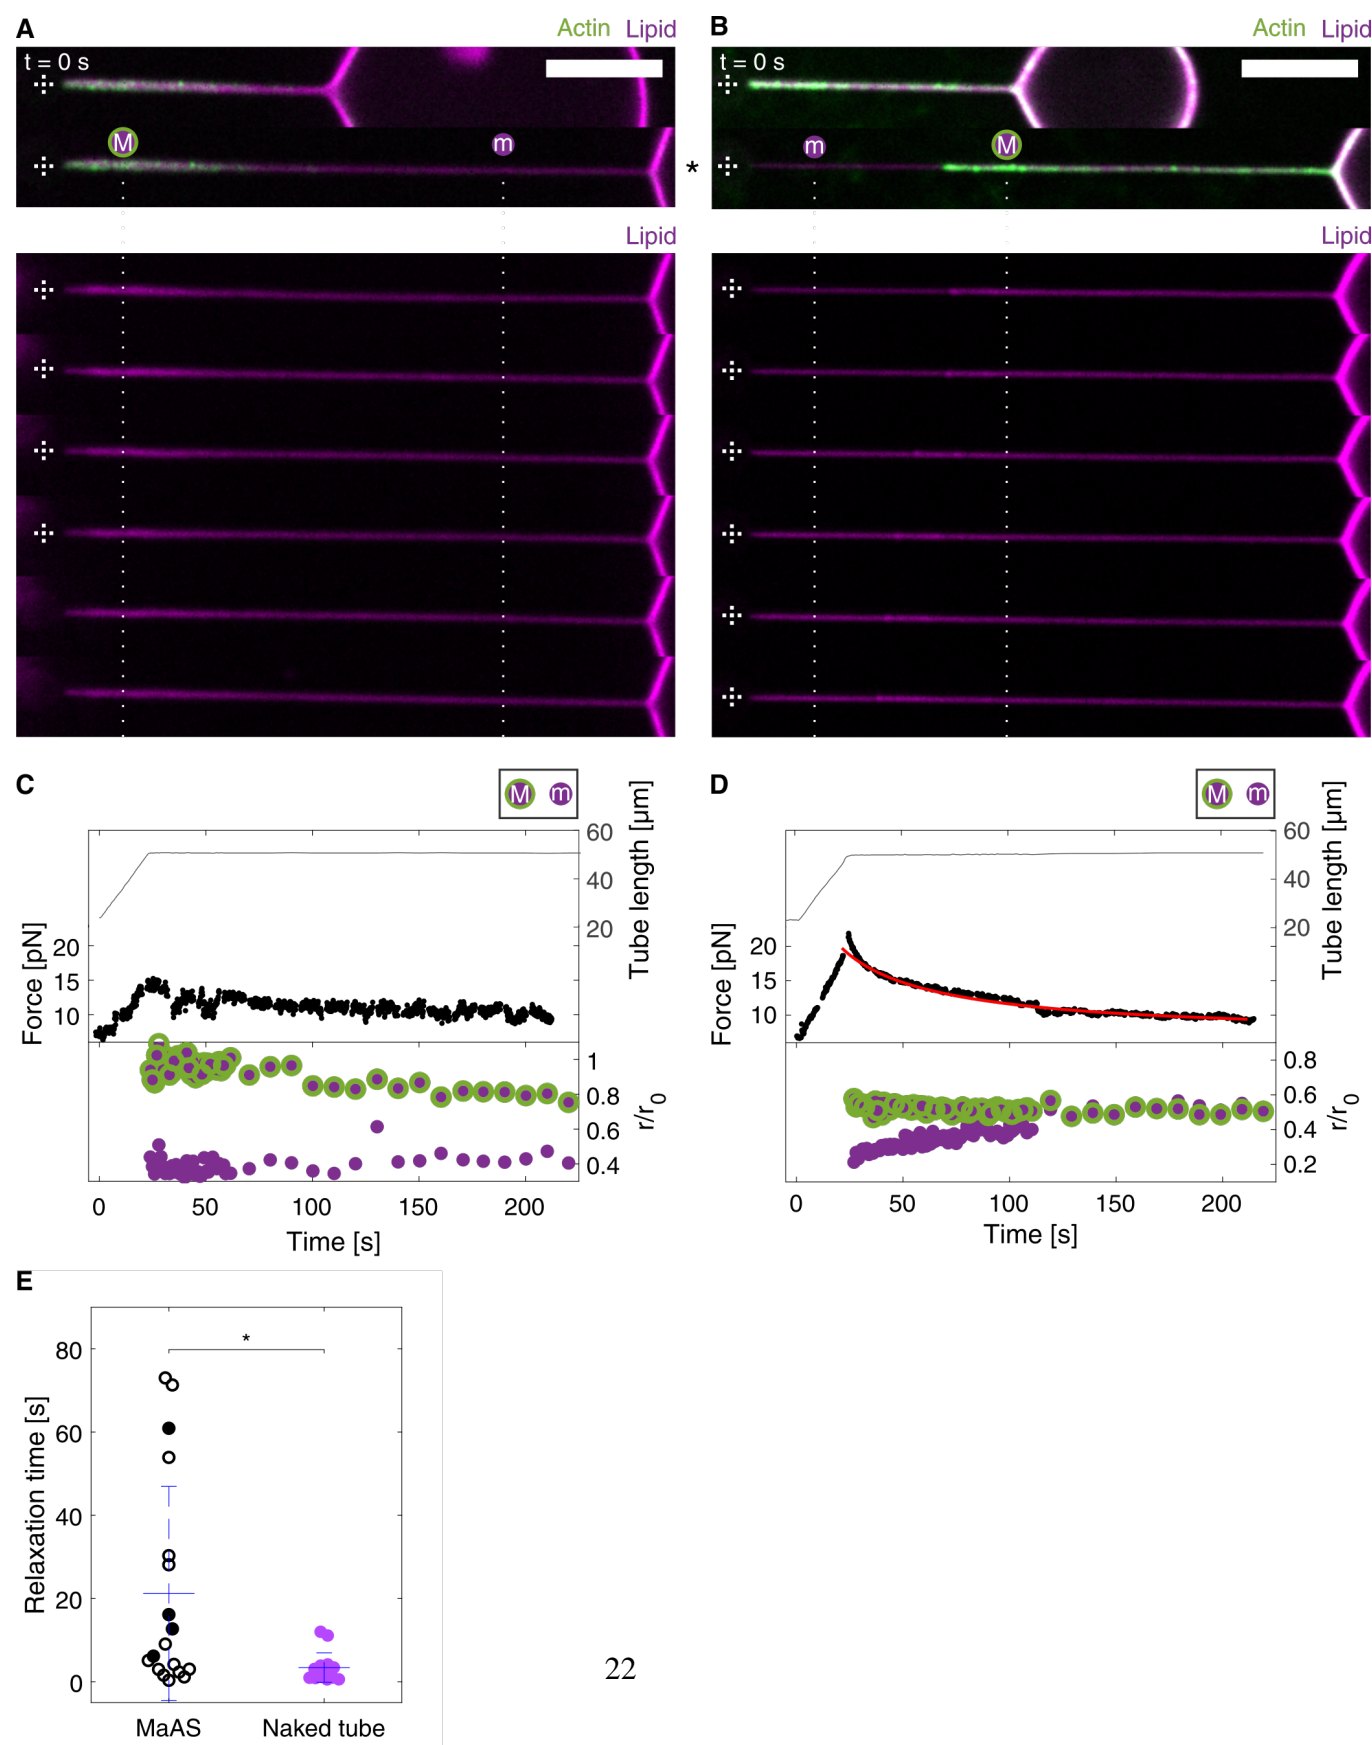 A
Actin Lipid
t = 0 s
M
m
B
Actin Lipid
t = 0 s
*
m
M
Lipid
Lipid
C
M m
60
40
20
Tube length [µm]
20
15
10
Force [pN]
1
0.8
0.6
0.4
r/r0
0 50 100 150 200
Time [s]
D
M m
60
40
20
Tube length [µm]
20
15
10
Force [pN]
0.8
0.6
0.4
0.2
r/r0
0 50 100 150 200
Time [s]
E
*
80
60
40
20
0
Relaxation time [s]
MaAS Naked tube
22